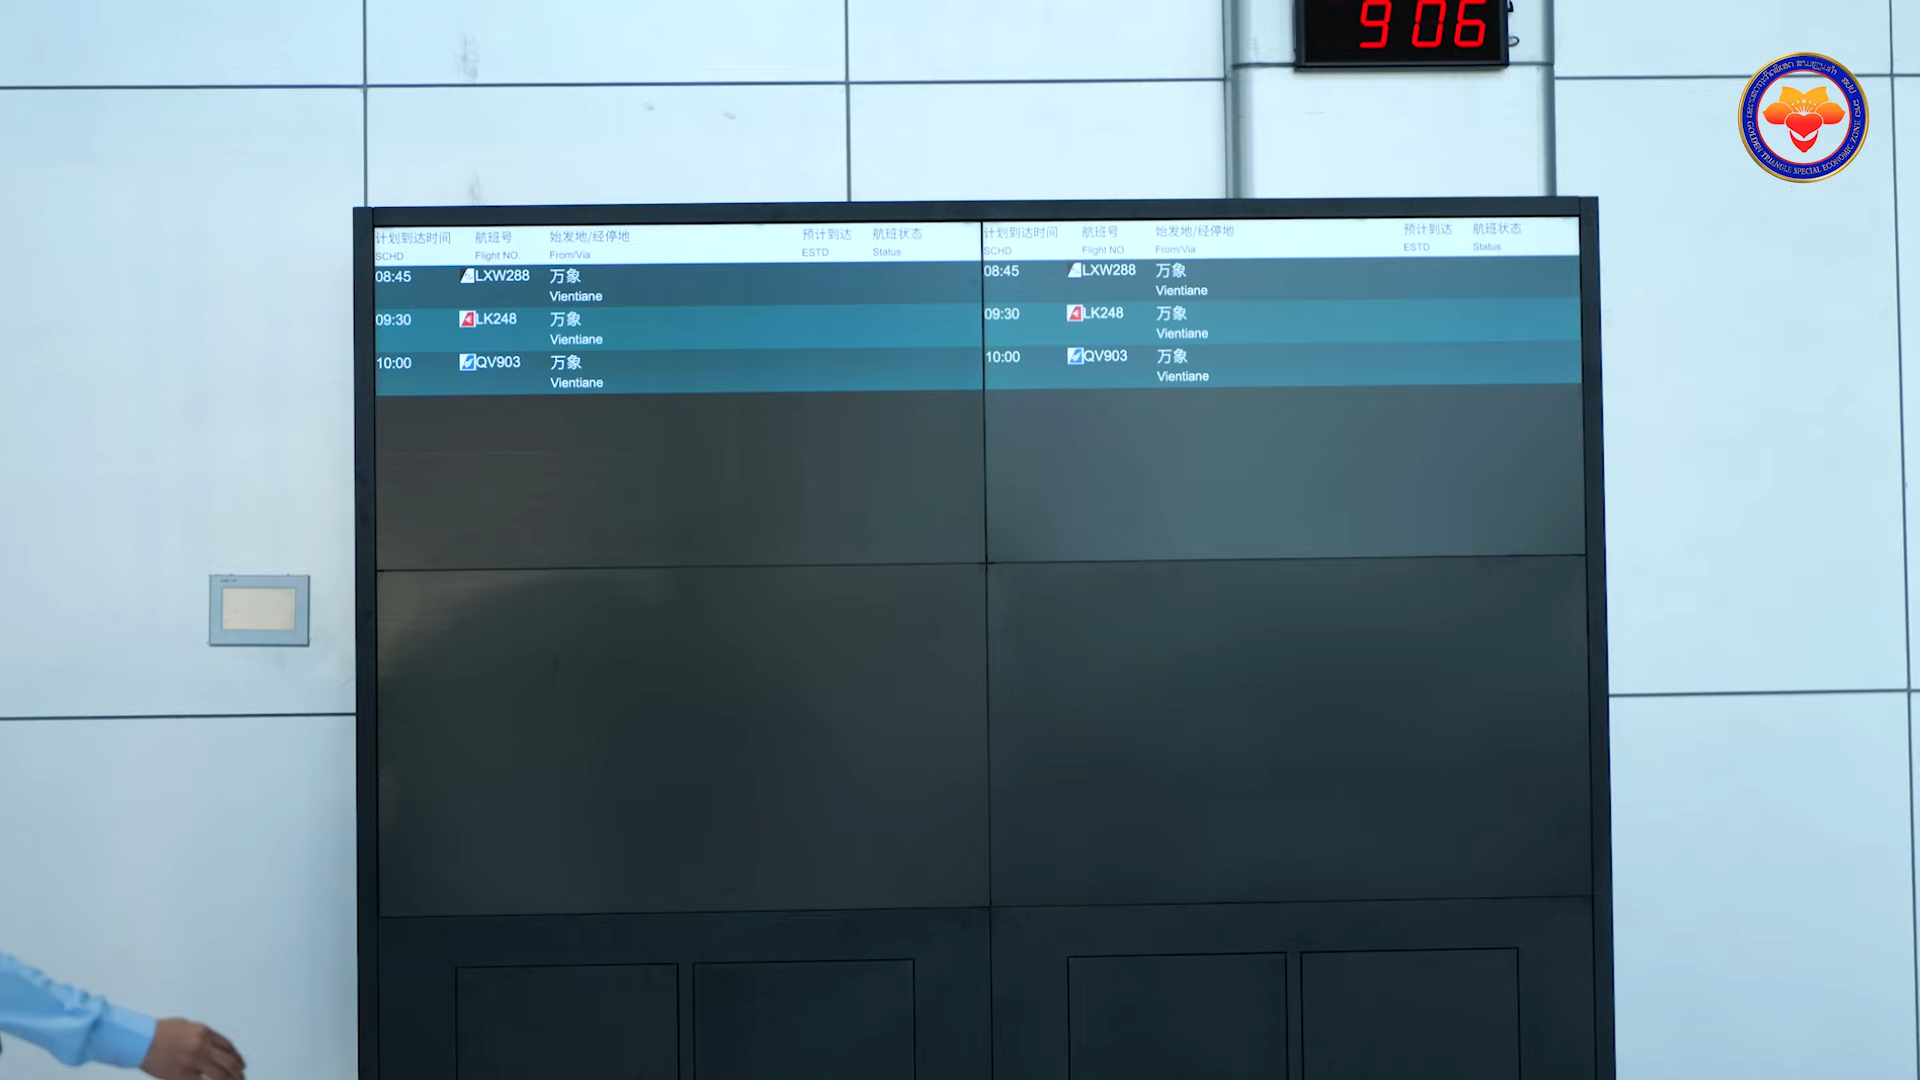 9 06
GOLDEN TRIANGLE SPECIAL ECONOMIC ZONE
计划到达时间 航班号 始发地/经停地 预计到达 航班状态
SCHD Flight NO. From/Via ESTD Status
08:45 LXW288 万象
Vientiane
09:30 LK248 万象
Vientiane
10:00 QV903 万象
Vientiane
计划到达时间 航班号 始发地/经停地 预计到达 航班状态
SCHD Flight NO. From/Via ESTD Status
08:45 LXW288 万象
Vientiane
09:30 LK248 万象
Vientiane
10:00 QV903 万象
Vientiane